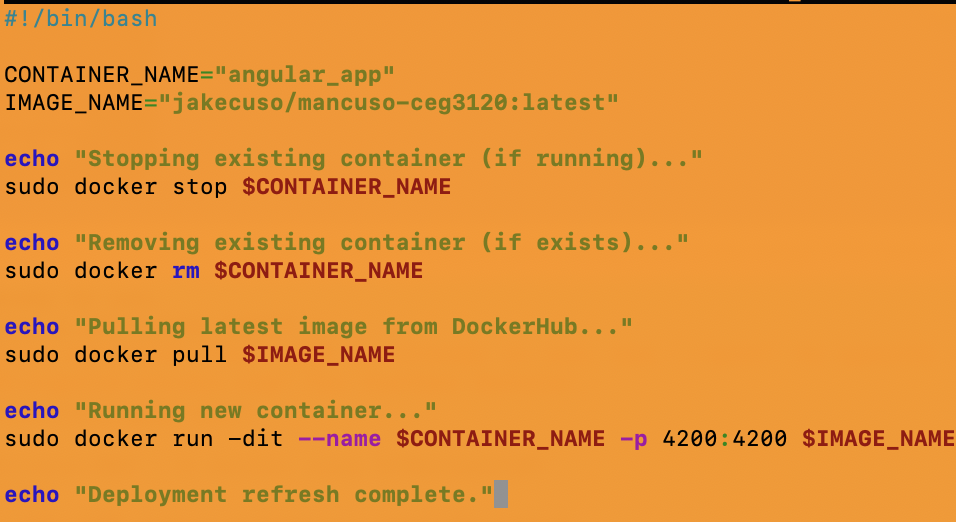 #!/bin/bash
CONTAINER_NAME="angular_app"
IMAGE_NAME="jakecuso/mancuso-ceg3120:latest"
echo "Stopping existing container (if running)..."
sudo docker stop $CONTAINER_NAME
echo "Removing existing container (if exists)..."
sudo docker rm $CONTAINER_NAME
echo "Pulling latest image from DockerHub..."
sudo docker pull $IMAGE_NAME
echo "Running new container..."
sudo docker run -dit --name $CONTAINER_NAME -p 4200:4200 $IMAGE_NAME
echo "Deployment refresh complete."